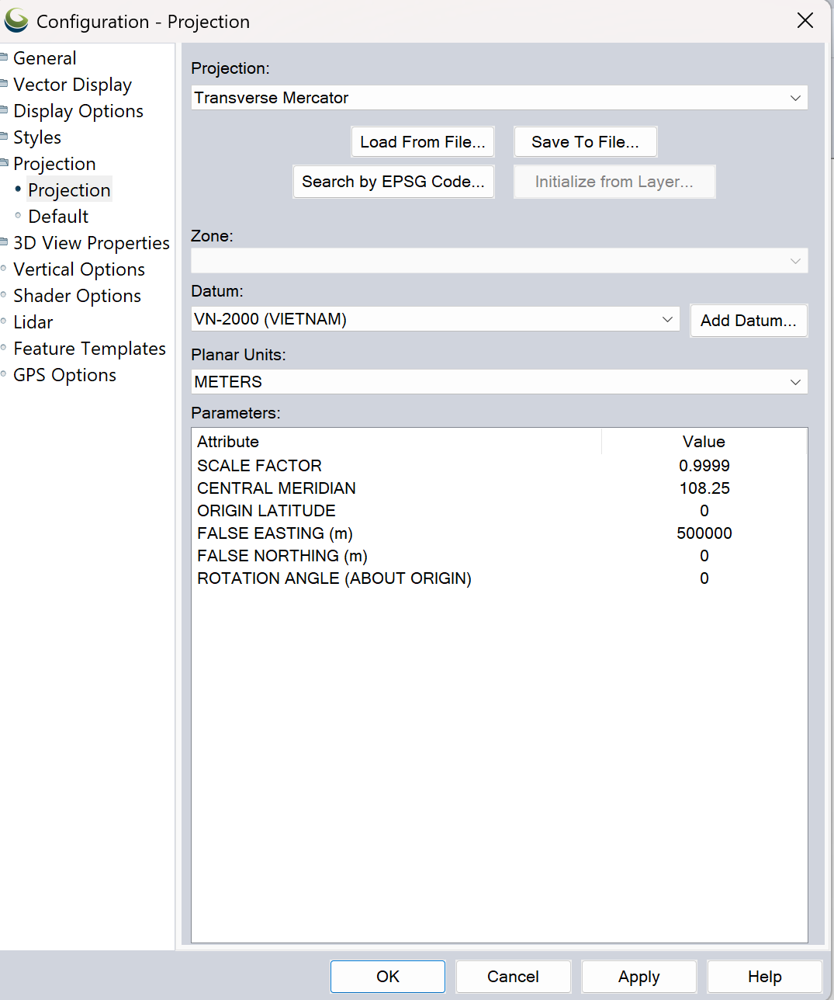 Configuration - Projection
General
Vector Display
Display Options
Styles
Projection
Projection
Default
3D View Properties
Vertical Options
Shader Options
Lidar
Feature Templates
GPS Options
Projection:
Transverse Mercator
Load From File... Save To File...
Search by EPSG Code... Initialize from Layer...
Zone:
Datum:
VN-2000 (VIETNAM) Add Datum...
Planar Units:
METERS
Parameters:
Attribute Value
SCALE FACTOR 0.9999
CENTRAL MERIDIAN 108.25
ORIGIN LATITUDE 0
FALSE EASTING (m) 500000
FALSE NORTHING (m) 0
ROTATION ANGLE (ABOUT ORIGIN) 0
OK Cancel Apply Help